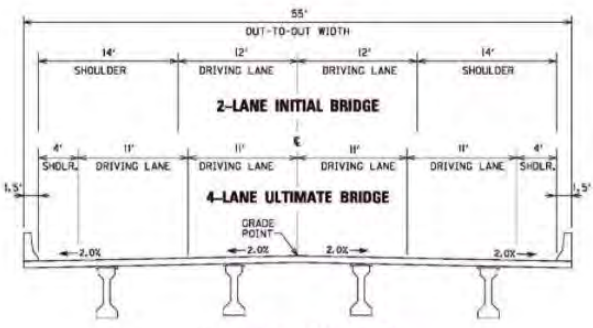 55'
OUT-TO-OUT WIDTH
14' 12' 12' 14'
SHOULDER DRIVING LANE DRIVING LANE SHOULDER
2-LANE INITIAL BRIDGE
℄
4' 11' 11' 11' 11' 4'
SHDLR. DRIVING LANE DRIVING LANE DRIVING LANE DRIVING LANE SHDLR.
1.5' 4-LANE ULTIMATE BRIDGE 1.5'
GRADE
POINT
2.0% 2.0% 2.0% 2.0%